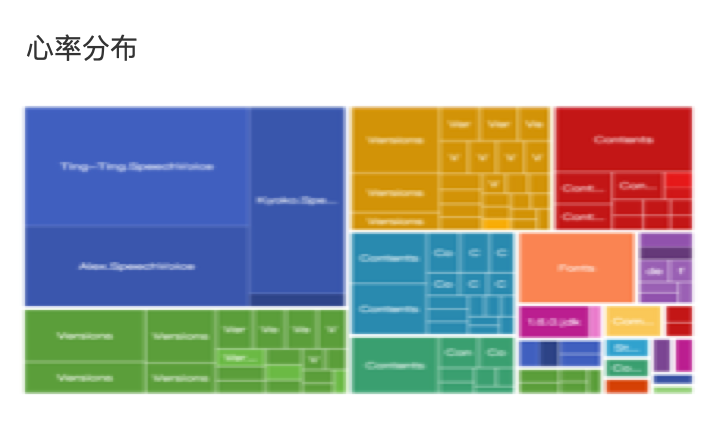 心率分布
Ting-Ting.SpeechVoice
Kyoko.Spe...
Alex.SpeechVoice
Versions
Ver
Ver
Ve
V
V
V
V
Versions
V
Versions
Contents
Cont...
Con...
Cont...
Contents
Co
C
C
Co
C
C
Contents
Fonts
de
f
1.6.0.jdk
Com...
St...
Co...
Versions
Versions
Ver
Ve
Ve
V
Ver...
V
Versions
Versions
Contents
Con
Co